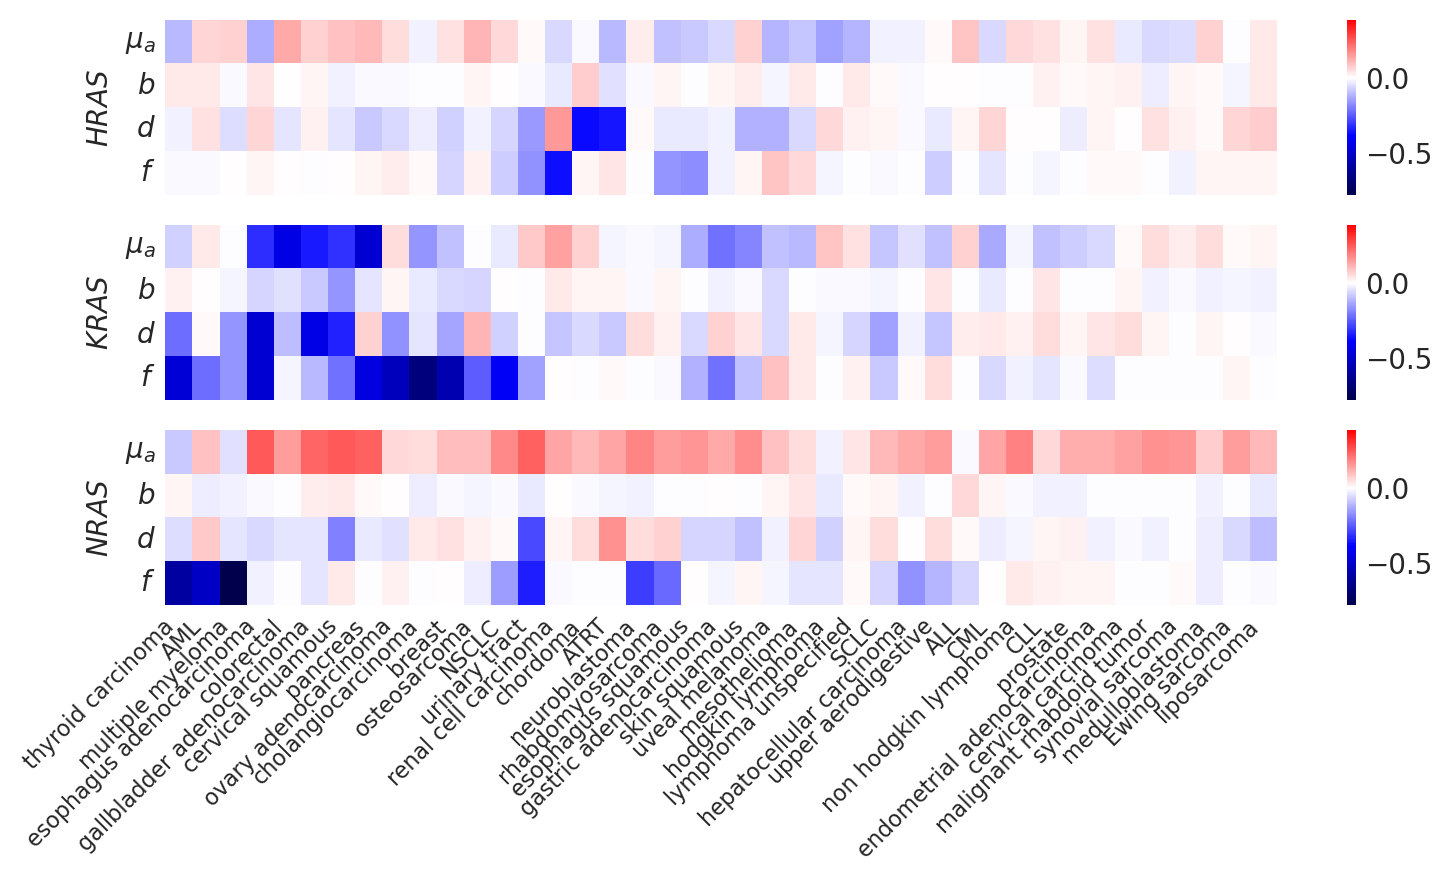 HRAS
μa
b
d
f
0.0
−0.5
KRAS
μa
b
d
f
0.0
−0.5
NRAS
μa
b
d
f
0.0
−0.5
thyroid carcinoma
AML
multiple myeloma
esophagus adenocarcinoma
colorectal
gallbladder adenocarcinoma
cervical squamous
pancreas
ovary adenocarcinoma
cholangiocarcinoma
breast
osteosarcoma
NSCLC
urinary tract
renal cell carcinoma
chordoma
ATRT
neuroblastoma
rhabdomyosarcoma
esophagus squamous
gastric adenocarcinoma
skin squamous
uveal melanoma
mesothelioma
hodgkin lymphoma
lymphoma unspecified
SCLC
hepatocellular carcinoma
upper aerodigestive
ALL
CML
non hodgkin lymphoma
CLL
prostate
endometrial adenocarcinoma
cervical carcinoma
malignant rhabdoid tumor
synovial sarcoma
medulloblastoma
Ewing sarcoma
liposarcoma